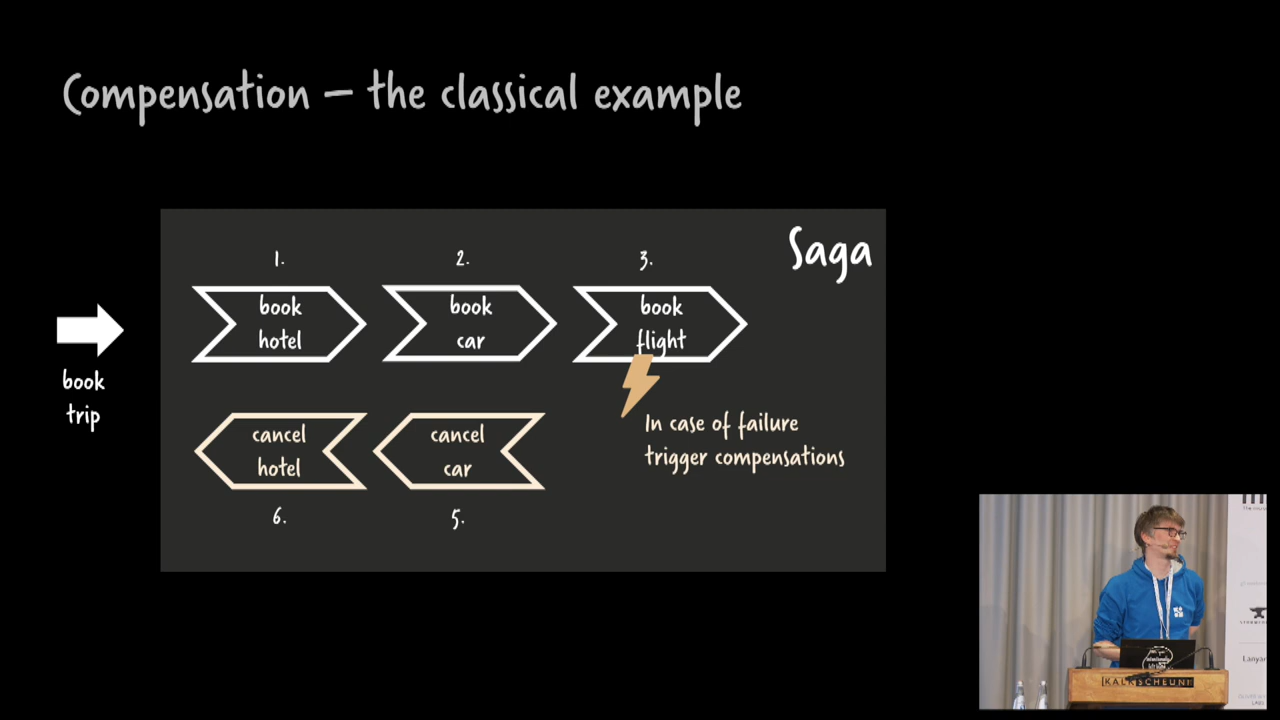 Compensation – the classical example
Saga
1.
2.
3.
book
hotel
book
car
book
flight
book
trip
In case of failure
trigger compensations
cancel
hotel
cancel
car
6.
5.
KALKSCHEUNE
Lanyar